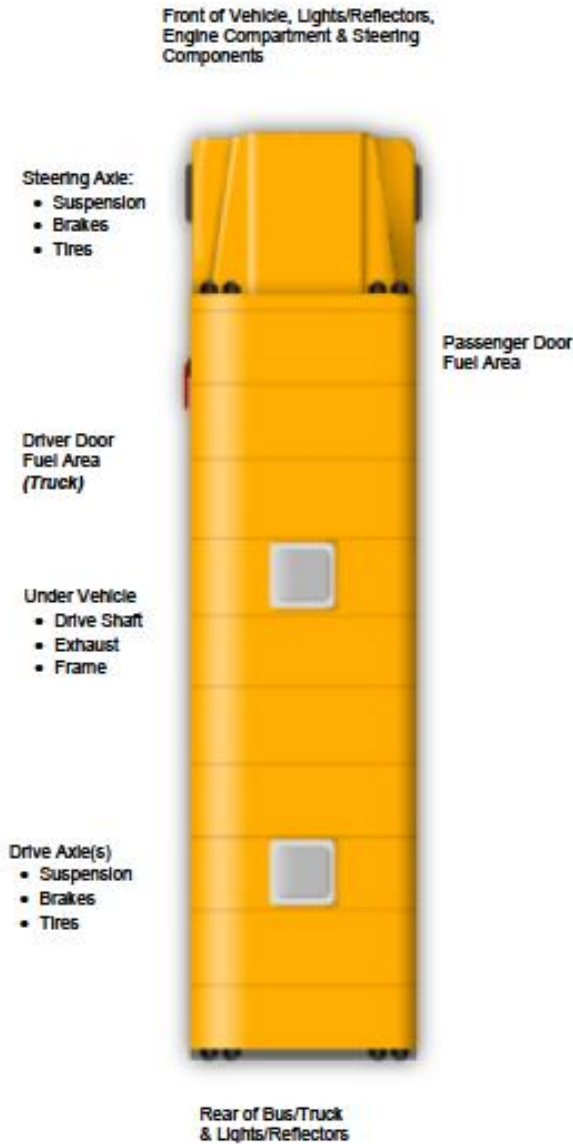 Front of Vehicle, Lights/Reflectors,
Engine Compartment & Steering
Components
Steering Axle:
• Suspension
• Brakes
• Tires
Passenger Door
Fuel Area
Driver Door
Fuel Area
(Truck)
Under Vehicle
• Drive Shaft
• Exhaust
• Frame
Drive Axle(s)
• Suspension
• Brakes
• Tires
Rear of Bus/Truck
& Lights/Reflectors